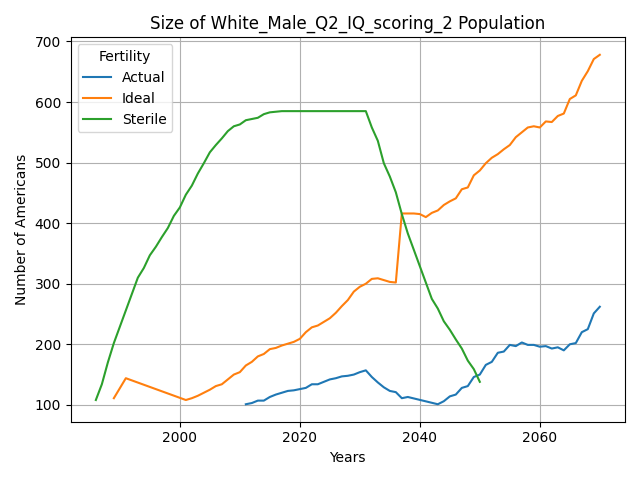 Size of White_Male_Q2_IQ_scoring_2 Population
Number of Americans
700
600
500
400
300
200
100
Fertility
Actual
Ideal
Sterile
2000
2020
2040
2060
Years